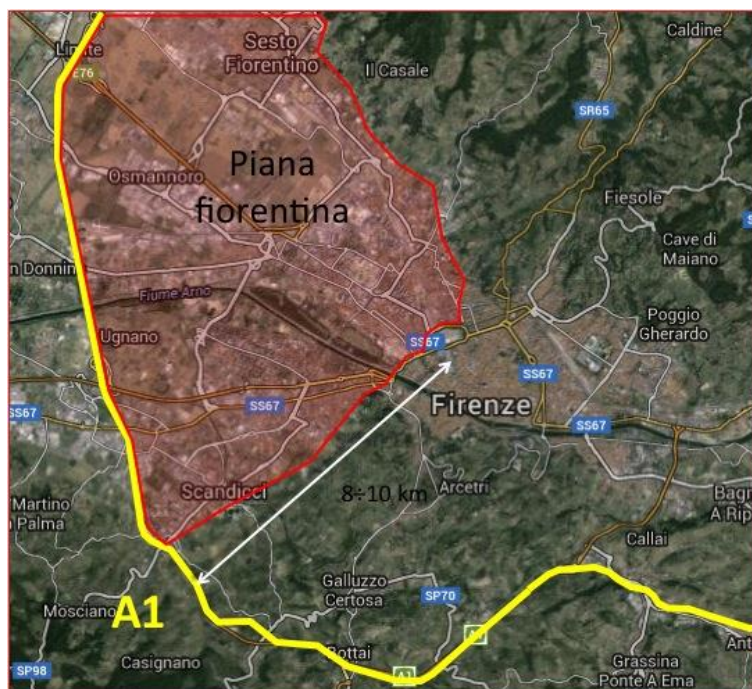 Limite
E76
Sesto
Fiorentino
Il Casale
Caldine
SR65
Piana
fiorentina
Osmannoro
Fiesole
Cave di
Maiano
n Donnino
Fiume Arno
Ugnano
Poggio
Gherardo
SS67
SS67
Firenze
SS67
SS67
SS67
Scandicci
8÷10 km
Arcetri
Martino
Palma
Bagn
A Rip
Callai
A1
Mosciano
Galluzzo
Certosa
SP70
Casignano
Bottai
A1
SP98
Grassina
Ponte A Ema
Ant